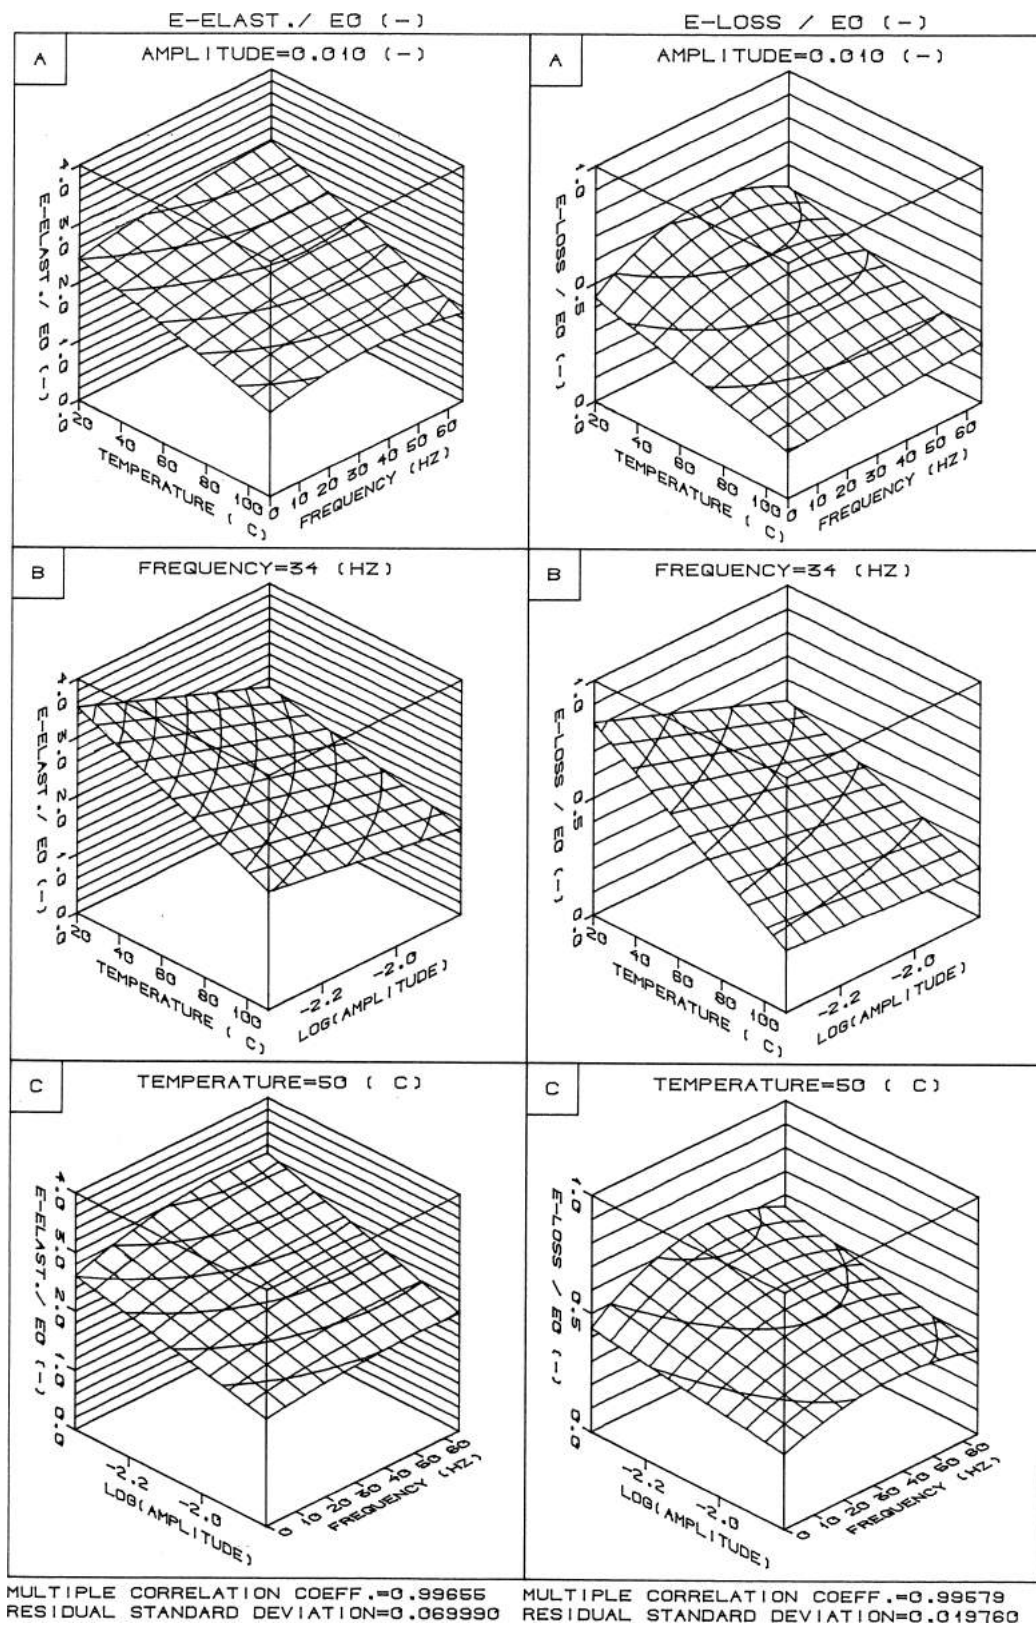 E-ELAST./ E0 (-)
E-LOSS / E0 (-)
A
AMPLITUDE=0.010 (-)
4.0
3.0
2.0
1.0
0.0
E-ELAST./ E0 (-)
20 40 60 80 100
TEMPERATURE ( C)
0 10 20 30 40 50 60
FREQUENCY (HZ)
A
AMPLITUDE=0.010 (-)
1.0
0.5
0.0
E-LOSS / E0 (-)
20 40 60 80 100
TEMPERATURE ( C)
0 10 20 30 40 50 60
FREQUENCY (HZ)
B
FREQUENCY=34 (HZ)
4.0
3.0
2.0
1.0
0.0
E-ELAST./ E0 (-)
20 40 60 80 100
TEMPERATURE ( C)
-2.2 -2.0
LOG(AMPLITUDE)
B
FREQUENCY=34 (HZ)
1.0
0.5
0.0
E-LOSS / E0 (-)
20 40 60 80 100
TEMPERATURE ( C)
-2.2 -2.0
LOG(AMPLITUDE)
C
TEMPERATURE=50 ( C)
4.0
3.0
2.0
1.0
0.0
E-ELAST./ E0 (-)
-2.2 -2.0
LOG(AMPLITUDE)
0 10 20 30 40 50 60
FREQUENCY (HZ)
C
TEMPERATURE=50 ( C)
1.0
0.5
0.0
E-LOSS / E0 (-)
-2.2 -2.0
LOG(AMPLITUDE)
0 10 20 30 40 50 60
FREQUENCY (HZ)
MULTIPLE CORRELATION COEFF.=0.99655
RESIDUAL STANDARD DEVIATION=0.069990
MULTIPLE CORRELATION COEFF.=0.99579
RESIDUAL STANDARD DEVIATION=0.019760